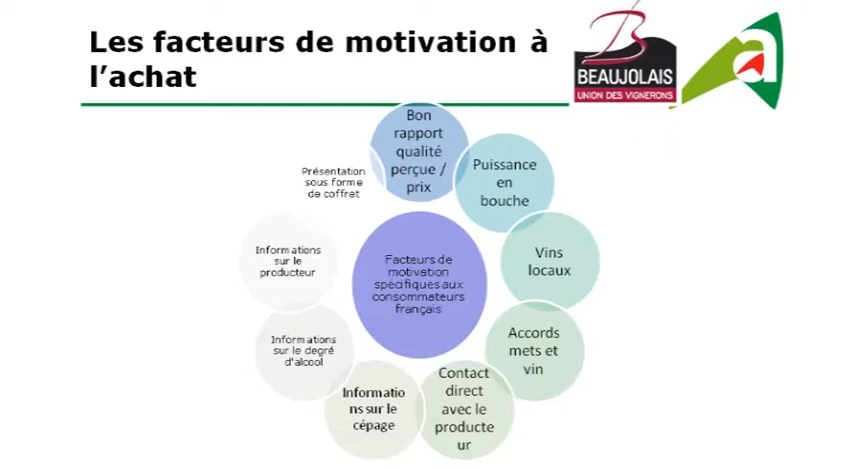 Les facteurs de motivation à
l’achat
BEAUJOLAIS
UNION DES VIGNERONS
a
Bon
rapport
qualité
perçue /
prix
Puissance
en
bouche
Vins
locaux
Accords
mets et
vin
Contact
direct
avec le
producte
ur
Informatio
ns sur le
cépage
Informations
sur le degré
d'alcool
Informations
sur le
producteur
Présentation
sous forme
de coffret
Facteurs de
motivation
spécifiques aux
consommateurs
français